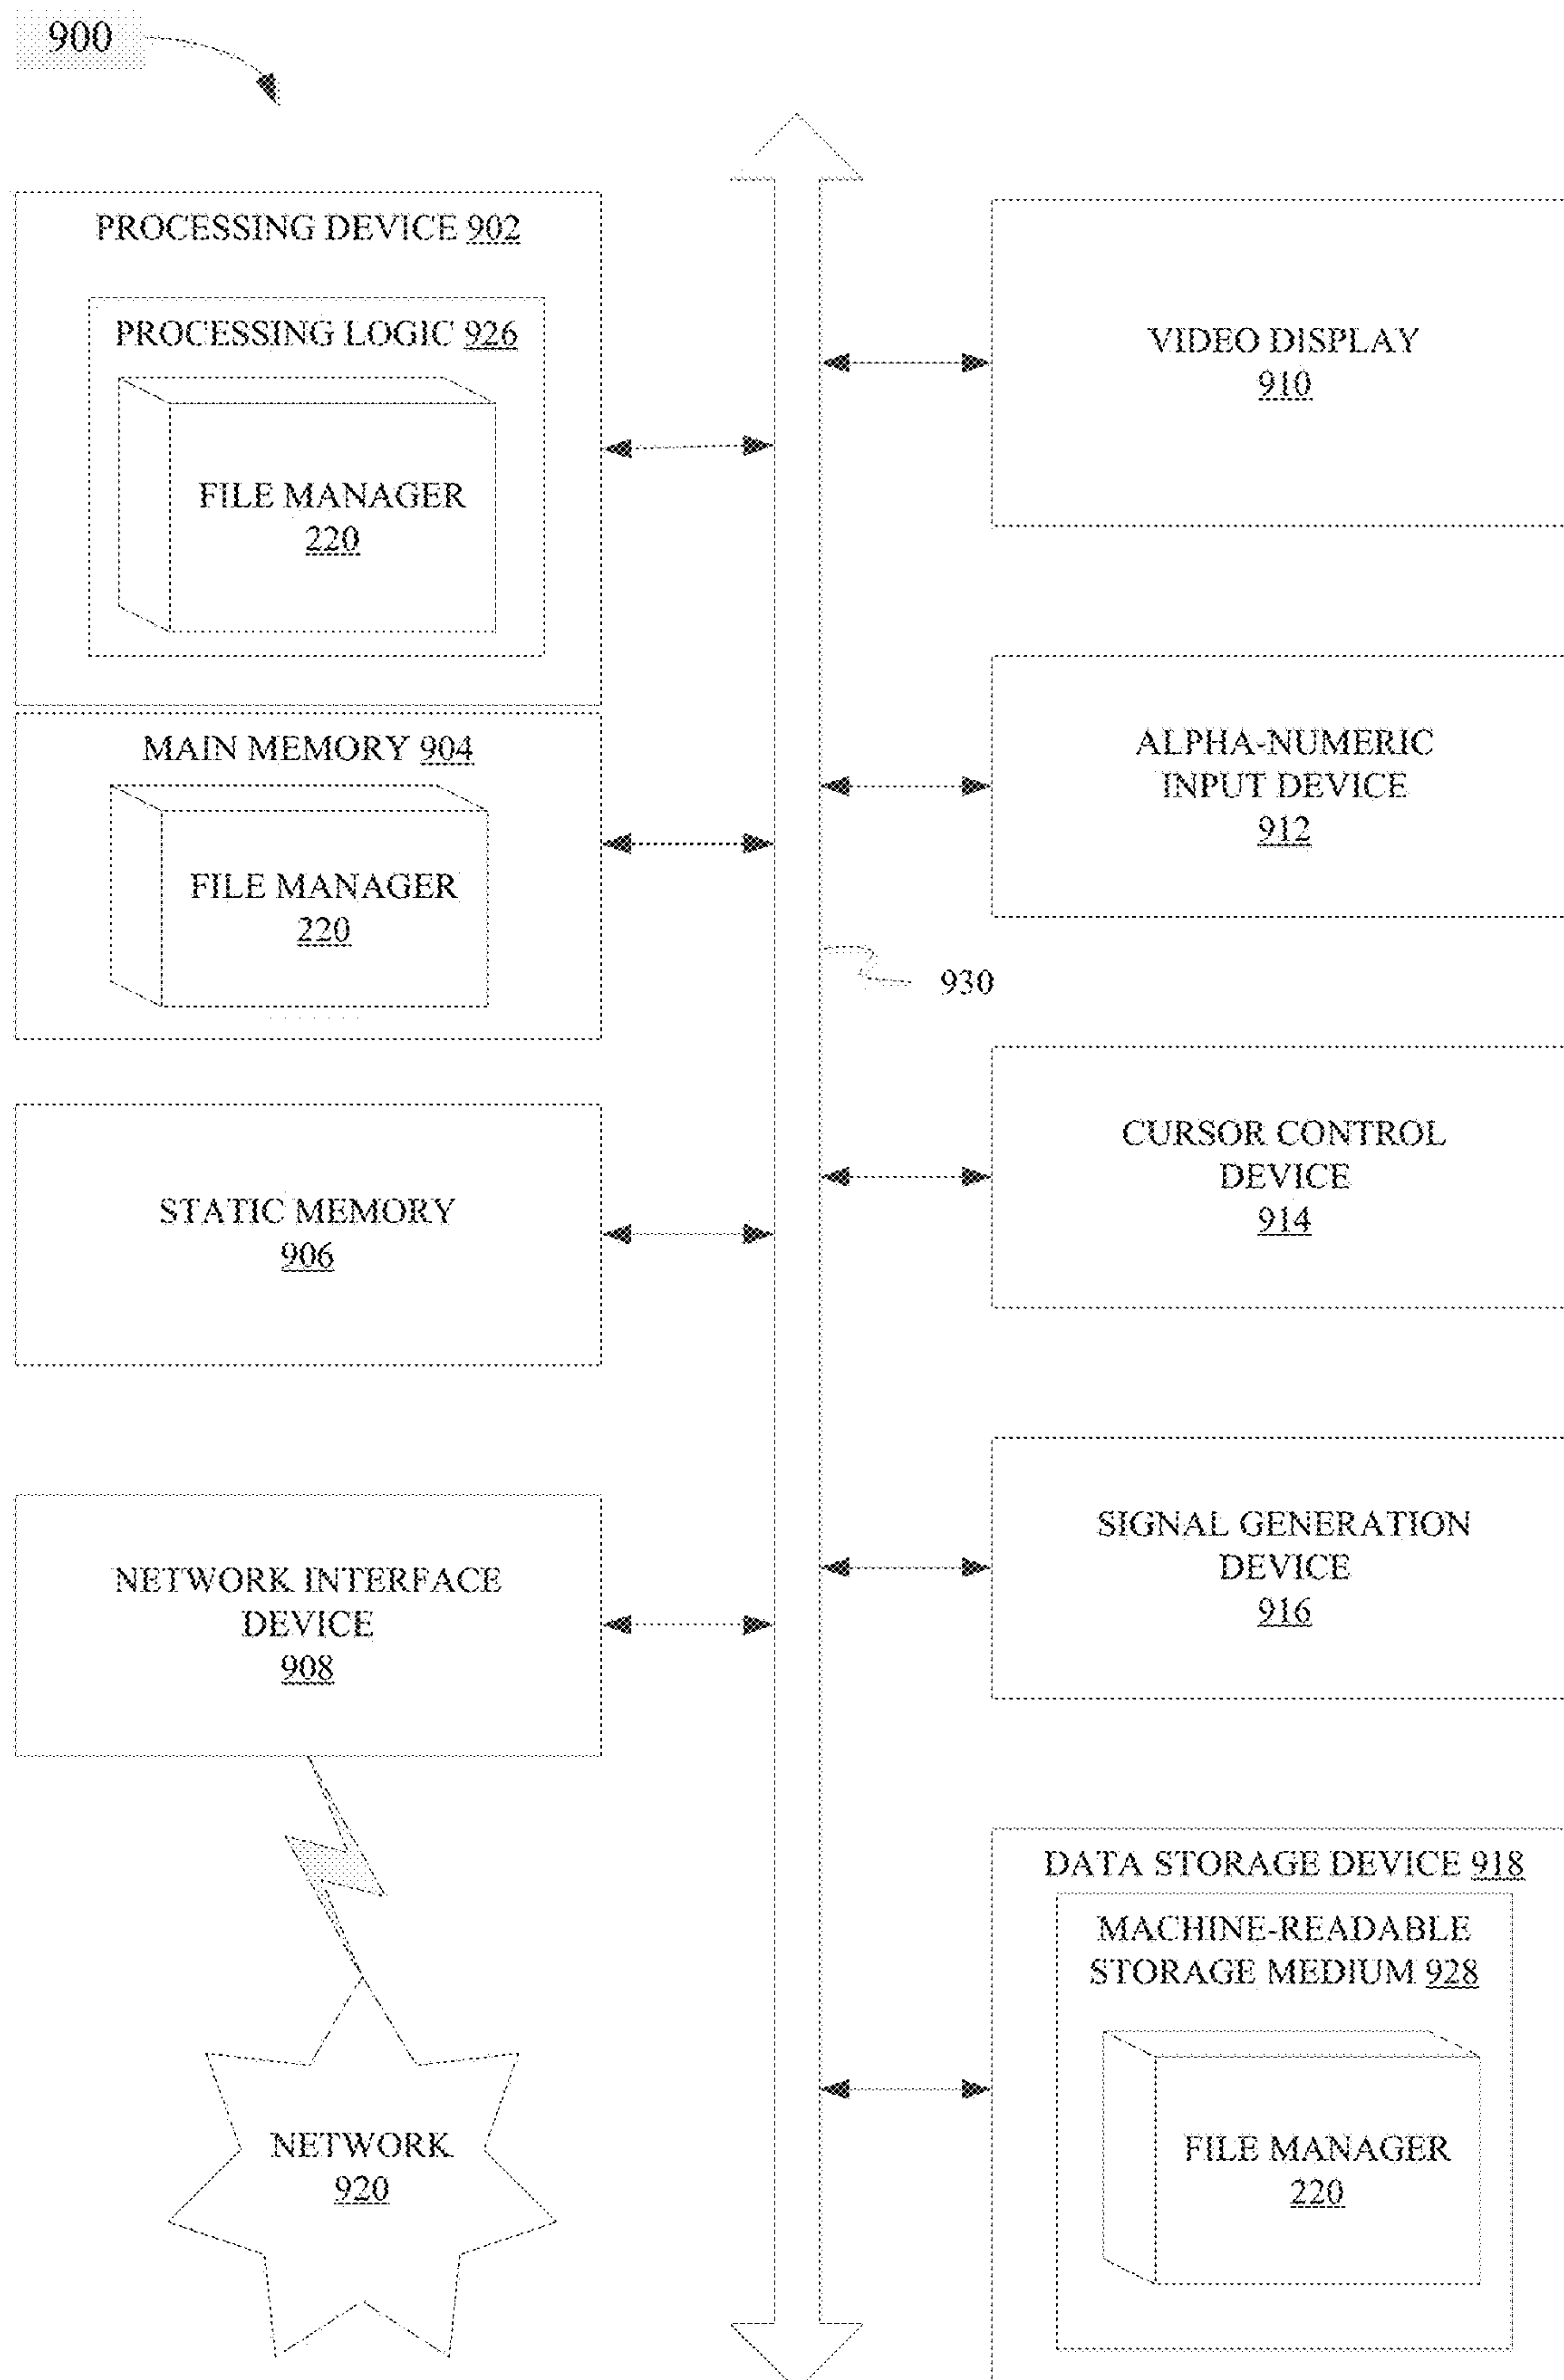 900
PROCESSING DEVICE 902
PROCESSING LOGIC 926
FILE MANAGER
220
MAIN MEMORY 904
FILE MANAGER
220
STATIC MEMORY
906
NETWORK INTERFACE
DEVICE
908
NETWORK
920
VIDEO DISPLAY
910
ALPHA-NUMERIC
INPUT DEVICE
912
930
CURSOR CONTROL
DEVICE
914
SIGNAL GENERATION
DEVICE
916
DATA STORAGE DEVICE 918
MACHINE-READABLE
STORAGE MEDIUM 928
FILE MANAGER
220